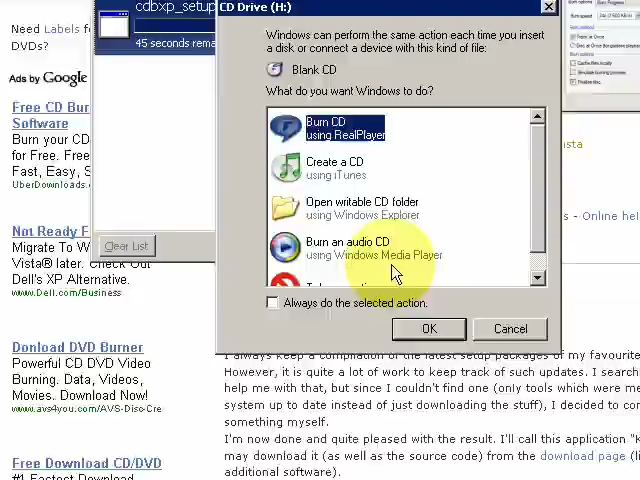 Need Labels f
DVDs?
Ads by Google
Free CD Bur
Software
Burn your CD
for Free. Free
Fast, Easy, S
UberDownloads.c
Not Ready F
Migrate To W
Vista® later. Check Out
Dell's XP Alternative.
www.Dell.com/Business
Donload DVD Burner
Powerful CD DVD Video
Burning. Data, Videos,
Movies. Download Now!
www.avs4you.com/AVS-Disc-Cre
Free Download CD/DVD
#1 Fastest Download
cdbxp_setup
45 seconds rema
Clear List
CD Drive (H:)
Windows can perform the same action each time you insert
a disk or connect a device with this kind of file:
Blank CD
What do you want Windows to do?
Burn CD
using RealPlayer
Create a CD
using iTunes
Open writable CD folder
using Windows Explorer
Burn an audio CD
using Windows Media Player
Always do the selected action.
OK
Cancel
sta
s - Online help
I always keep a compilation of the latest setup packages of my favourite
However, it is quite a lot of work to keep track of such updates. I search
help me with that, but since I couldn't find one (only tools which were me
system up to date instead of just downloading the stuff), I decided to co
something myself.
I'm now done and quite pleased with the result. I'll call this application "K
may download it (as well as the source code) from the download page (li
additional software).